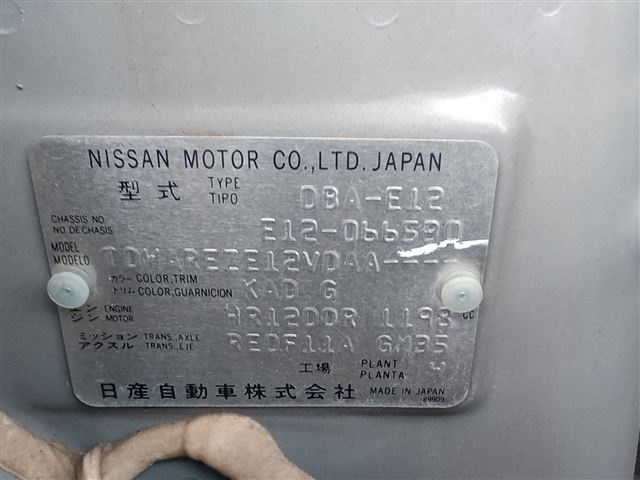 NISSAN MOTOR CO.,LTD. JAPAN
型式 TYPE TIPO DBA-E12
CHASSIS NO NO DE CHASIS E12-066590
MODEL MODELO TDWAREZE12VDAA----
カラー COLOR,TRIM トリム COLOR,GUARNICION KAD G
エンジン ENGINE MOTOR HR12DDR 1198 CC
ミッション TRANS.,AXLE アクスル TRANS.,EJE RE0F11A GM35
工場 PLANT PLANTA W
日産自動車株式会社 MADE IN JAPAN
89909